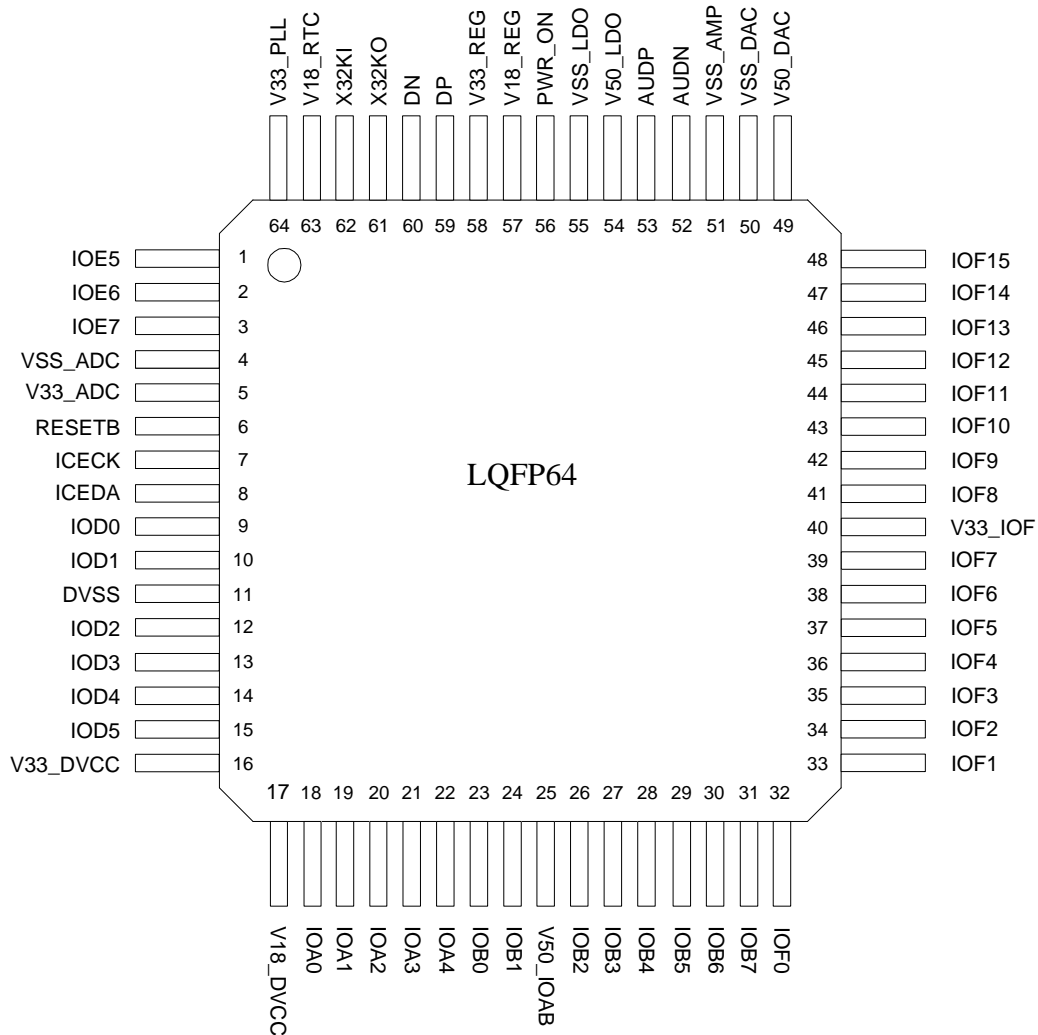 V33_PLL
V18_RTC
X32KI
X32KO
DN
DP
V33_REG
V18_REG
PWR_ON
VSS_LDO
V50_LDO
AUDP
AUDN
VSS_AMP
VSS_DAC
V50_DAC
64 63 62 61 60 59 58 57 56 55 54 53 52 51 50 49
IOE5 1
IOE6 2
IOE7 3
VSS_ADC 4
V33_ADC 5
RESETB 6
ICECK 7
ICEDA 8
IOD0 9
IOD1 10
DVSS 11
IOD2 12
IOD3 13
IOD4 14
IOD5 15
V33_DVCC 16
LQFP64
48 IOF15
47 IOF14
46 IOF13
45 IOF12
44 IOF11
43 IOF10
42 IOF9
41 IOF8
40 V33_IOF
39 IOF7
38 IOF6
37 IOF5
36 IOF4
35 IOF3
34 IOF2
33 IOF1
17 18 19 20 21 22 23 24 25 26 27 28 29 30 31 32
V18_DVCC
IOA0
IOA1
IOA2
IOA3
IOA4
IOB0
IOB1
V50_IOAB
IOB2
IOB3
IOB4
IOB5
IOB6
IOB7
IOF0